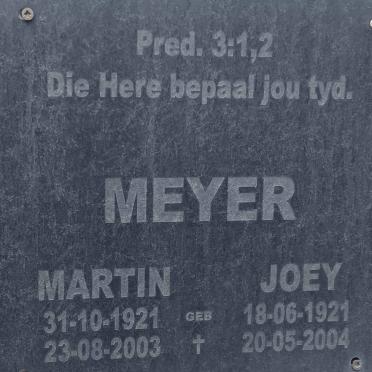 Pred. 3:1,2
Die Here bepaal jou tyd.
MEYER
MARTIN JOEY
31-10-1921 GEB 18-06-1921
23-08-2003 † 20-05-2004